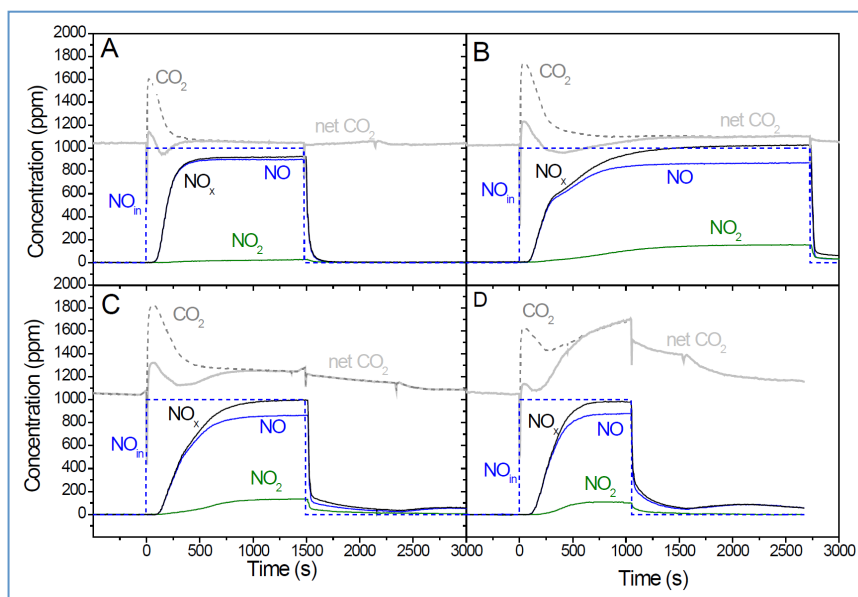 A
B
CO2
CO2
net CO2
net CO2
NO
NOx
NOx
NO
NOin
NOin
NO2
NO2
2000
1800
1600
1400
1200
1000
800
600
400
200
0
Concentration (ppm)
C
D
CO2
CO2
net CO2
net CO2
NOx
NO
NOx
NO
NOin
NOin
NO2
NO2
2000
1800
1600
1400
1200
1000
800
600
400
200
0
Concentration (ppm)
0 500 1000 1500 2000 2500 3000
0 500 1000 1500 2000 2500 3000
Time (s)
Time (s)